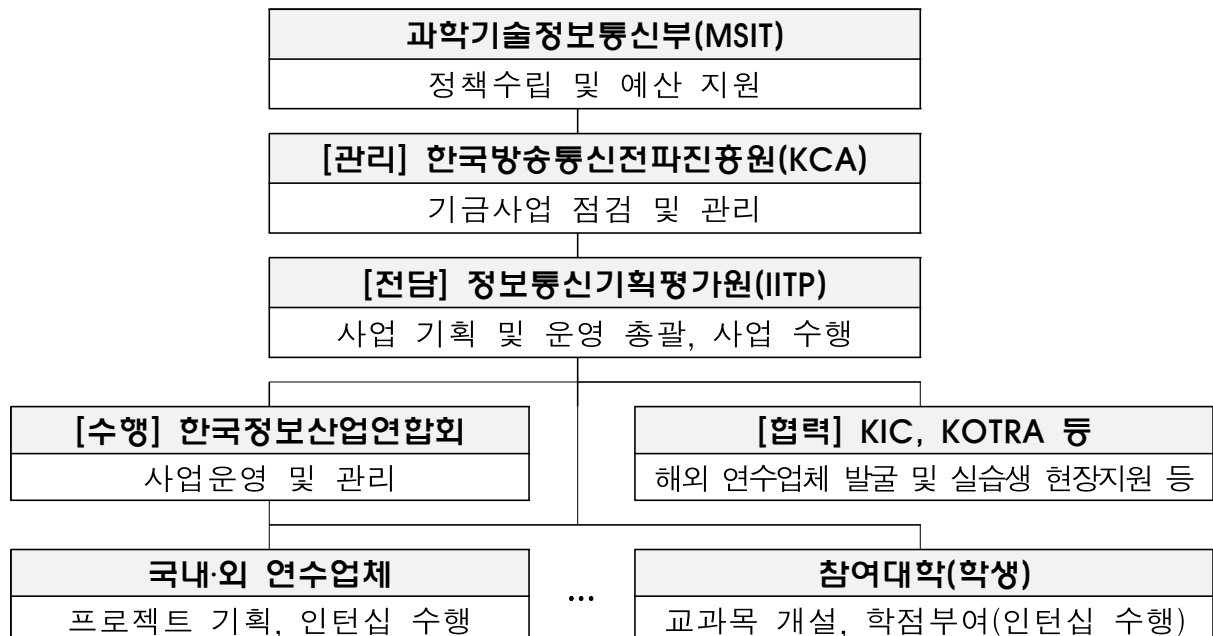 과학기술정보통신부(MSIT)
정책수립 및 예산 지원
[관리] 한국방송통신전파진흥원(KCA)
기금사업 점검 및 관리
[전담] 정보통신기획평가원(IITP)
사업 기획 및 운영 총괄, 사업 수행
[수행] 한국정보산업연합회
사업운영 및 관리
[협력] KIC, KOTRA 등
해외 연수업체 발굴 및 실습생 현장지원 등
국내·외 연수업체
프로젝트 기획, 인턴십 수행
...
참여대학(학생)
교과목 개설, 학점부여(인턴십 수행)